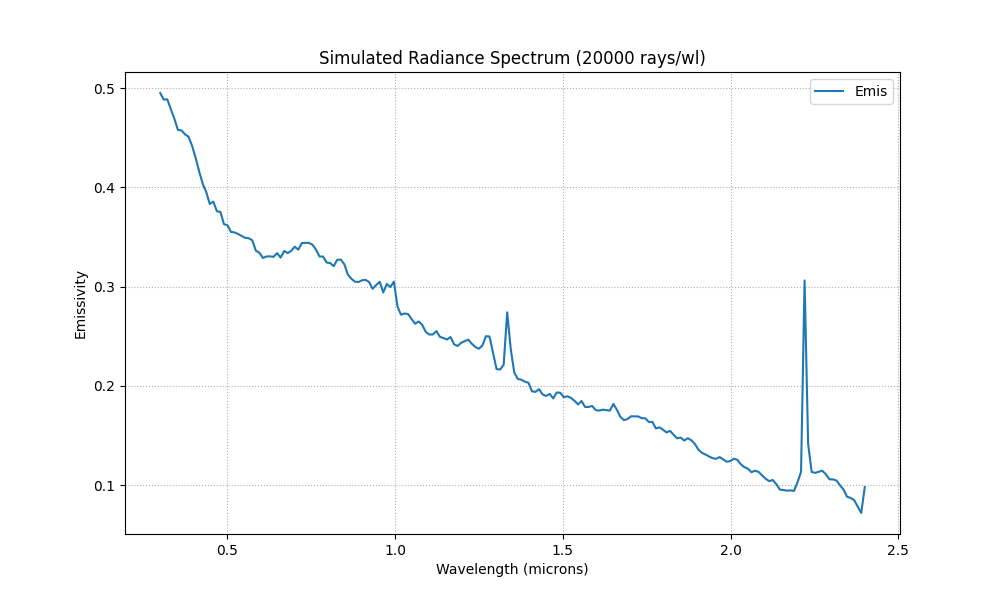 Simulated Radiance Spectrum (20000 rays/wl)
Emis
Emissivity
0.5
0.4
0.3
0.2
0.1
0.5 1.0 1.5 2.0 2.5
Wavelength (microns)